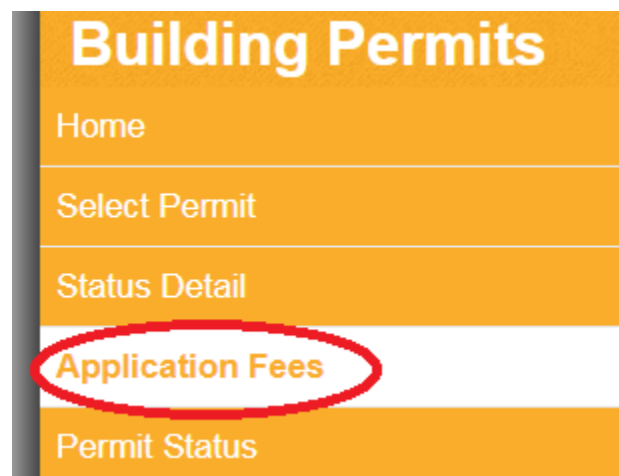 Building Permits
Home
Select Permit
Status Detail
Application Fees
Permit Status